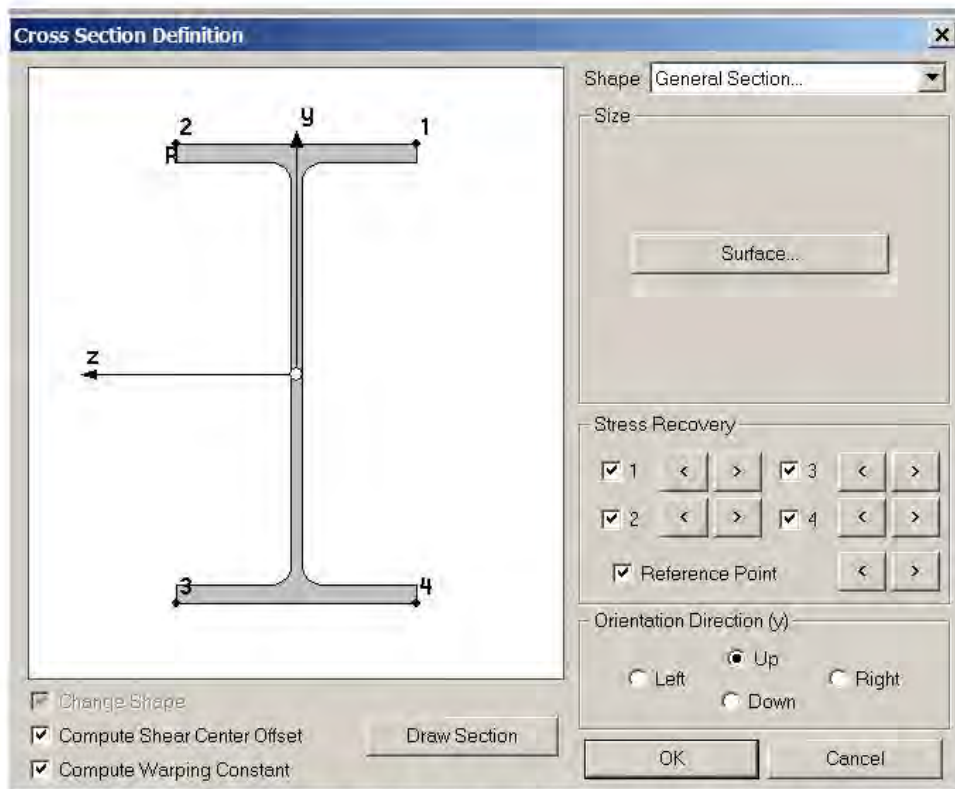 Cross Section Definition
Shape General Section...
Size
Surface...
2 y 1
R
z
3 4
Stress Recovery
1 < > 3 < >
2 < > 4 < >
Reference Point < >
Orientation Direction (y)
Up
Left Right
Down
Change Shape
Compute Shear Center Offset
Draw Section
Compute Warping Constant
OK Cancel